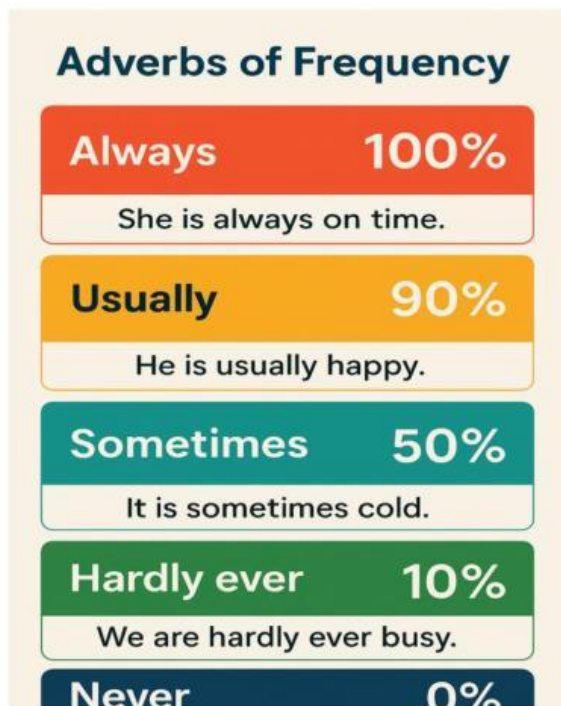 Adverbs of Frequency
Always 100%
She is always on time.
Usually 90%
He is usually happy.
Sometimes 50%
It is sometimes cold.
Hardly ever 10%
We are hardly ever busy.
Never 0%